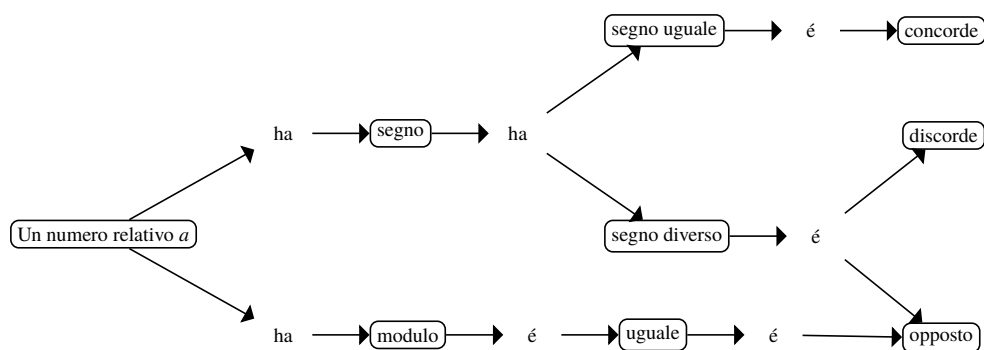 segno uguale é concorde
ha segno ha discorde
Un numero relativo a segno diverso é
ha modulo é uguale é opposto